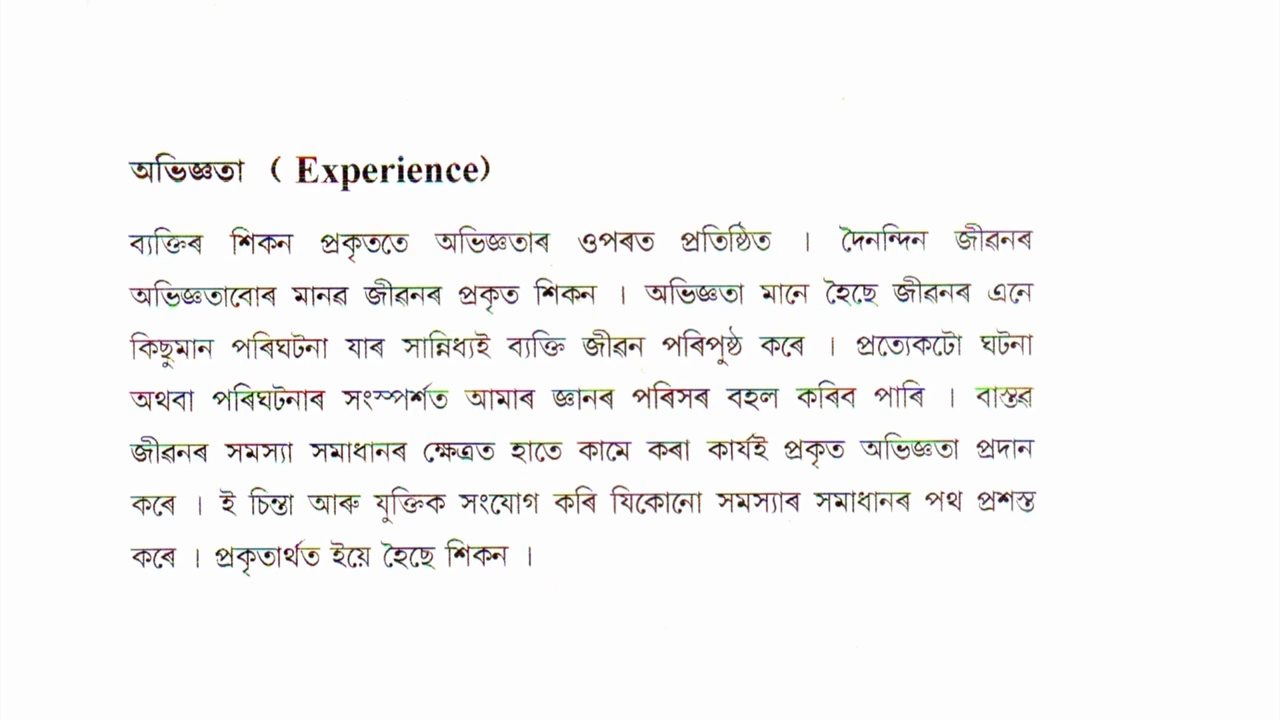 অভিজ্ঞতা ( Experience)
ব্যক্তিৰ শিকন প্ৰকৃততে অভিজ্ঞতাৰ ওপৰত প্ৰতিষ্ঠিত । দৈনন্দিন জীৱনৰ
অভিজ্ঞতাবোৰ মানৱ জীৱনৰ প্ৰকৃত শিকন । অভিজ্ঞতা মানে হৈছে জীৱনৰ এনে
কিছুমান পৰিঘটনা যাৰ সান্নিধ্যই ব্যক্তি জীৱন পৰিপুষ্ঠ কৰে । প্ৰত্যেকটো ঘটনা
অথবা পৰিঘটনাৰ সংস্পৰ্শত আমাৰ জ্ঞানৰ পৰিসৰ বহল কৰিব পাৰি । বাস্তৱ
জীৱনৰ সমস্যা সমাধানৰ ক্ষেত্ৰত হাতে কামে কৰা কাৰ্যই প্ৰকৃত অভিজ্ঞতা প্ৰদান
কৰে । ই চিন্তা আৰু যুক্তিক সংযোগ কৰি যিকোনো সমস্যাৰ সমাধানৰ পথ প্ৰশস্ত
কৰে । প্ৰকৃতাৰ্থত ইয়ে হৈছে শিকন ।